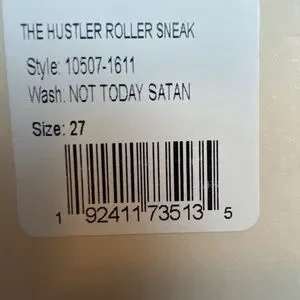 THE HUSTLER ROLLER SNEAK
Style: 10507-1611
Wash: NOT TODAY SATAN
Size: 27
1 92411 73513 5